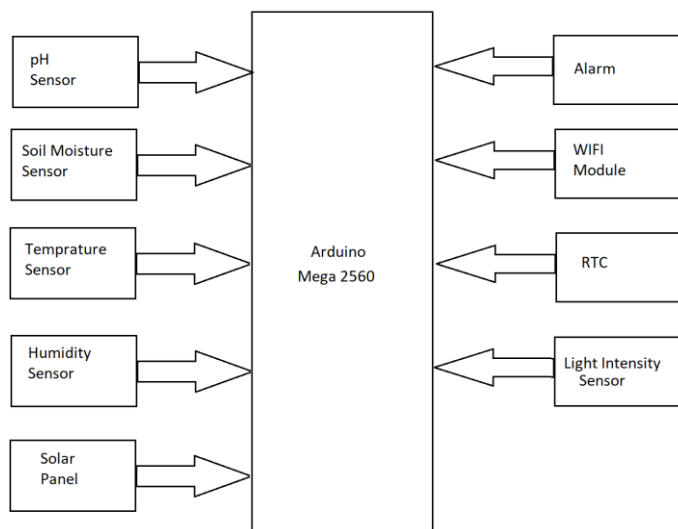 pH
Sensor
Soil Moisture
Sensor
Temprature
Sensor
Humidity
Sensor
Solar
Panel
Arduino
Mega 2560
Alarm
WIFI
Module
RTC
Light Intensity
Sensor